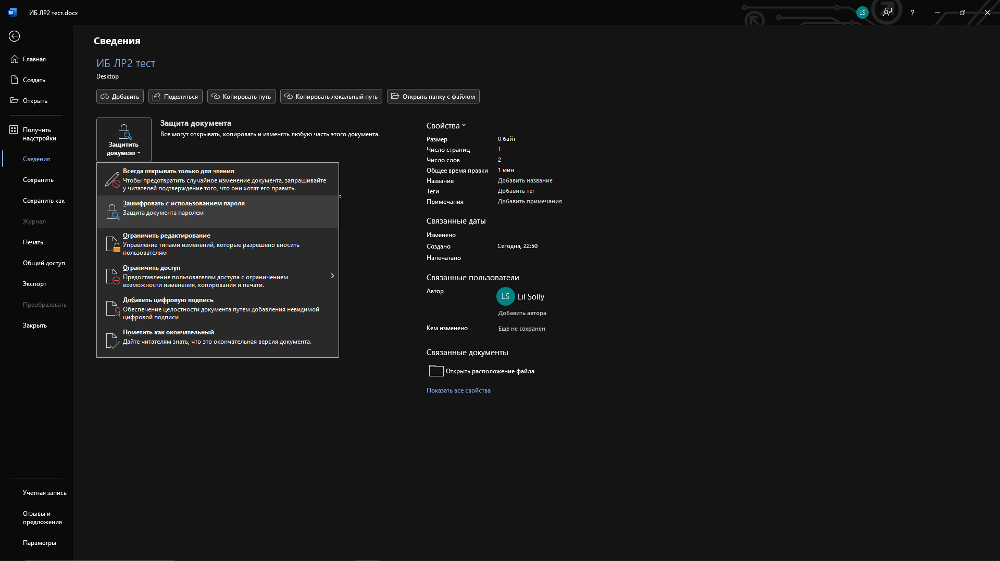 ИБ ЛР2 тест.docx
LS
?
Главная
Создать
Открыть
Получить
надстройки
Сведения
Сохранить
Сохранить как
Журнал
Печать
Общий доступ
Экспорт
Преобразовать
Закрыть
Учетная запись
Отзывы и
предложения
Параметры
Сведения
ИБ ЛР2 тест
Desktop
Добавить
Поделиться
Копировать путь
Копировать локальный путь
Открыть папку с файлом
Защитить
документ
Защита документа
Все могут открывать, копировать и изменять любую часть этого документа.
Всегда открывать только для чтения
Чтобы предотвратить случайное изменение документа, запрашивайте
у читателей подтверждение того, что они хотят его править.
Зашифровать с использованием пароля
Защита документа паролем
Ограничить редактирование
Управление типами изменений, которые разрешено вносить
пользователям
Ограничить доступ
Предоставление пользователям доступа с ограничением
возможности изменения, копирования и печати.
Добавить цифровую подпись
Обеспечение целостности документа путем добавления невидимой
цифровой подписи
Пометить как окончательный
Дайте читателям знать, что это окончательная версия документа.
Свойства
Размер 0 байт
Число страниц 1
Число слов 2
Общее время правки 1 мин
Название Добавить название
Теги Добавить тег
Примечания Добавить примечания
Связанные даты
Изменено
Создано Сегодня, 22:50
Напечатано
Связанные пользователи
Автор
LS Lil Solly
Добавить автора
Кем изменено Еще не сохранен
Связанные документы
Открыть расположение файла
Показать все свойства